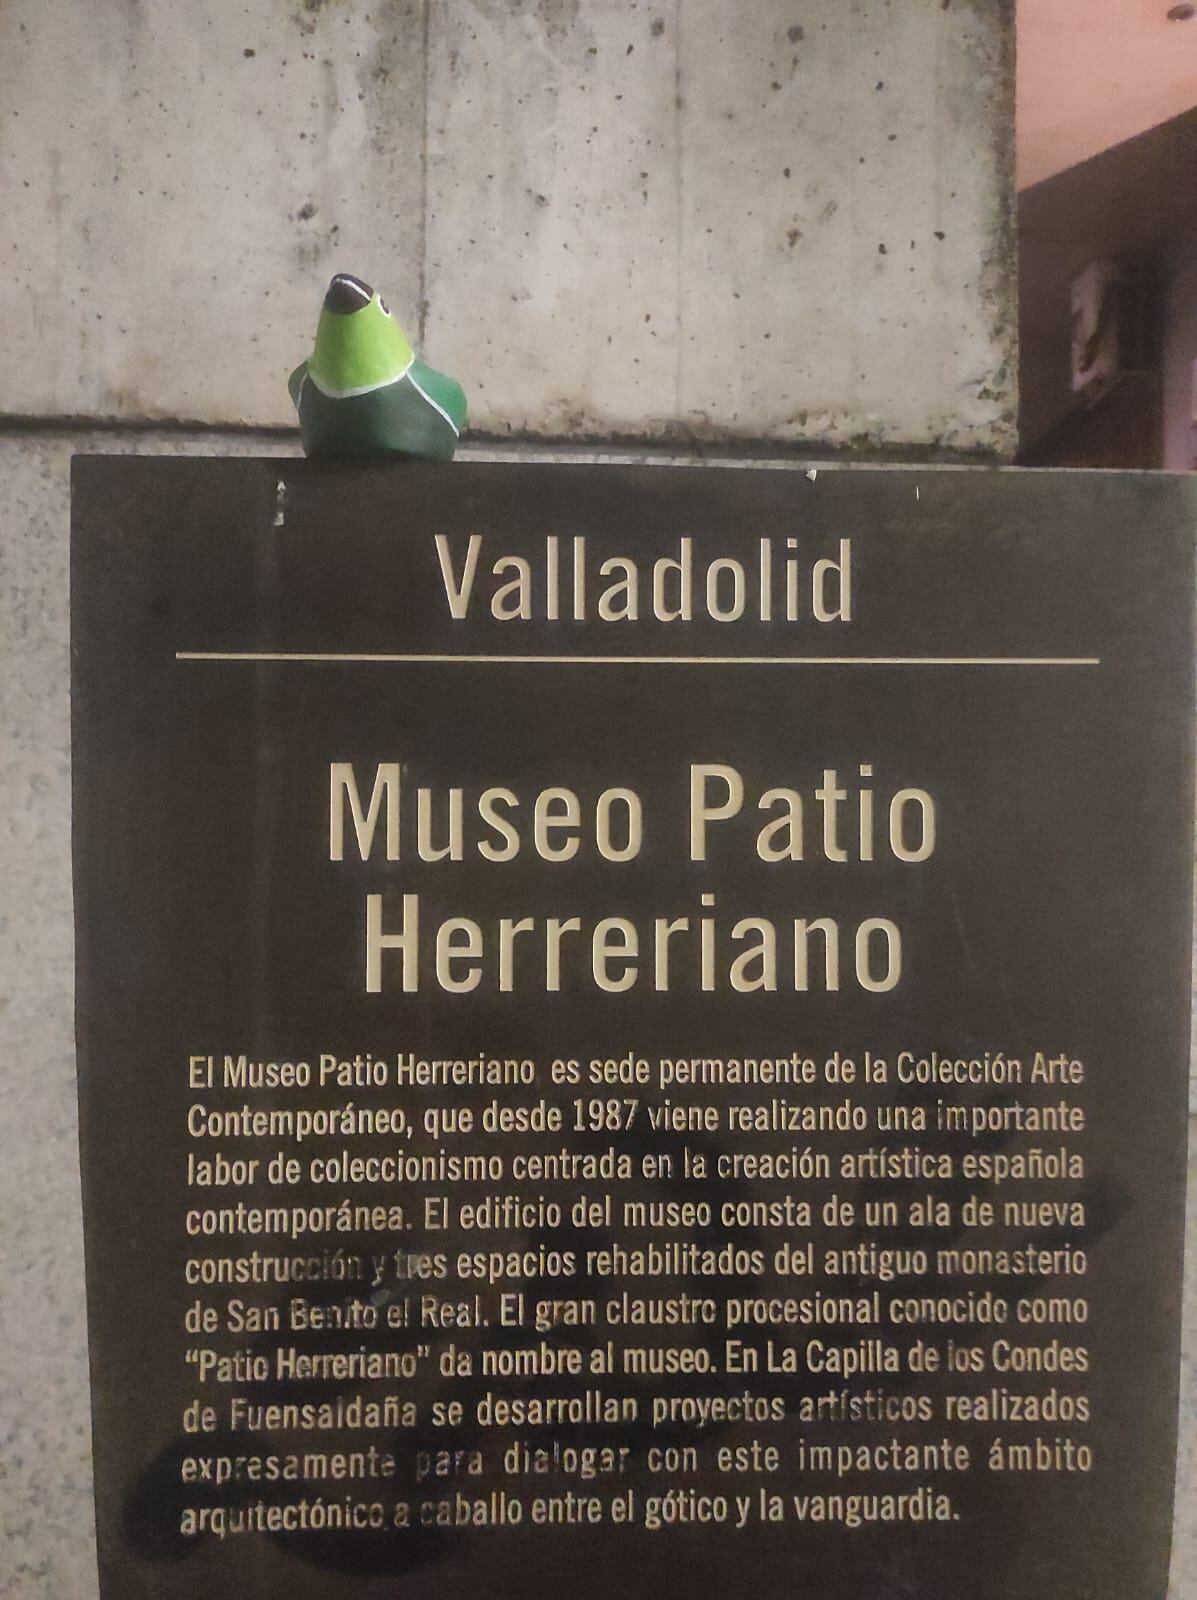 Valladolid
Museo Patio
Herreriano
El Museo Patio Herreriano es sede permanente de la Colección Arte
Contemporáneo, que desde 1987 viene realizando una importante
labor de coleccionismo centrada en la creación artística española
contemporánea. El edificio del museo consta de un ala de nueva
construcción y tres espacios rehabilitados del antiguo monasterio
de San Benito el Real. El gran claustro procesional conocido como
“Patio Herreriano” da nombre al museo. En La Capilla de los Condes
de Fuensaldaña se desarrollan proyectos artísticos realizados
expresamente para dialogar con este impactante ámbito
arquitectónico a caballo entre el gótico y la vanguardia.